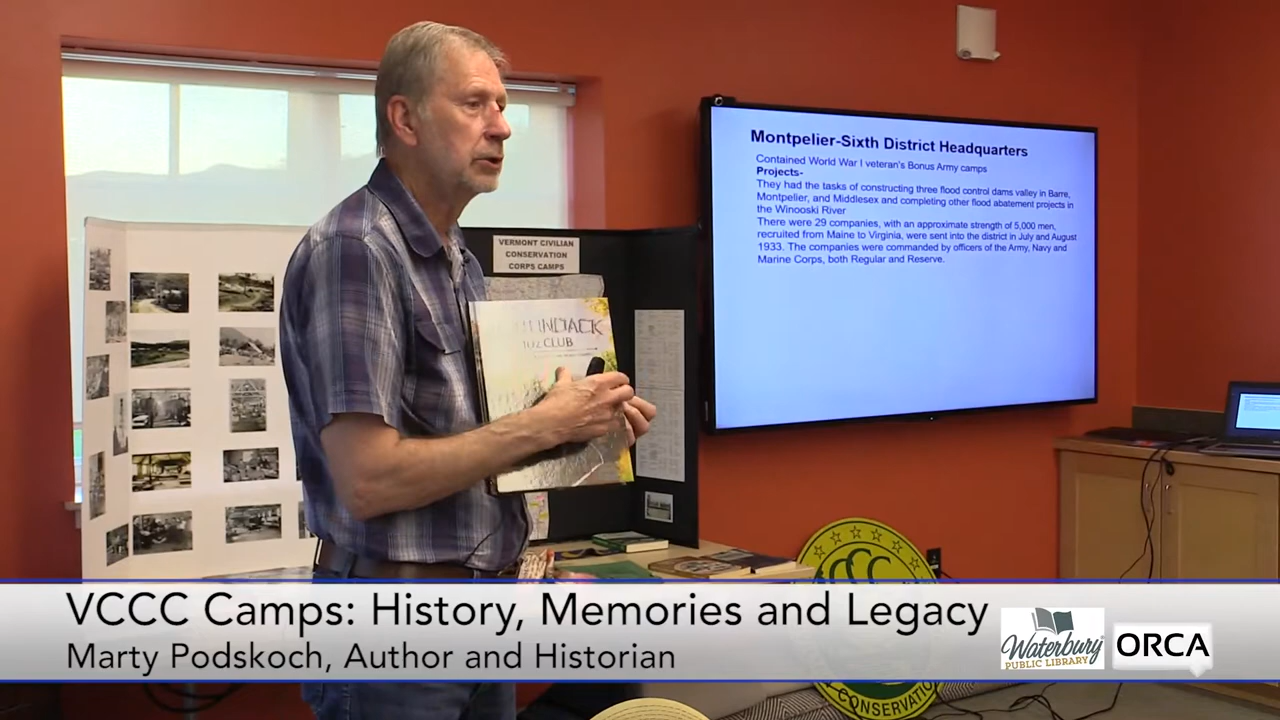 Montpelier-Sixth District Headquarters
Contained World War I veteran's Bonus Army camps
Projects-
They had the tasks of constructing three flood control dams valley in Barre,
Montpelier, and Middlesex and completing other flood abatement projects in
the Winooski River
There were 29 companies, with an approximate strength of 5,000 men,
recruited from Maine to Virginia, were sent into the district in July and August
1933. The companies were commanded by officers of the Army, Navy and
Marine Corps, both Regular and Reserve.
VERMONT CIVILIAN
CONSERVATION
CORPS CAMPS
CLUB
CCC
VCCC Camps: History, Memories and Legacy
Marty Podskoch, Author and Historian
Waterbury
PUBLIC LIBRARY
ORCA